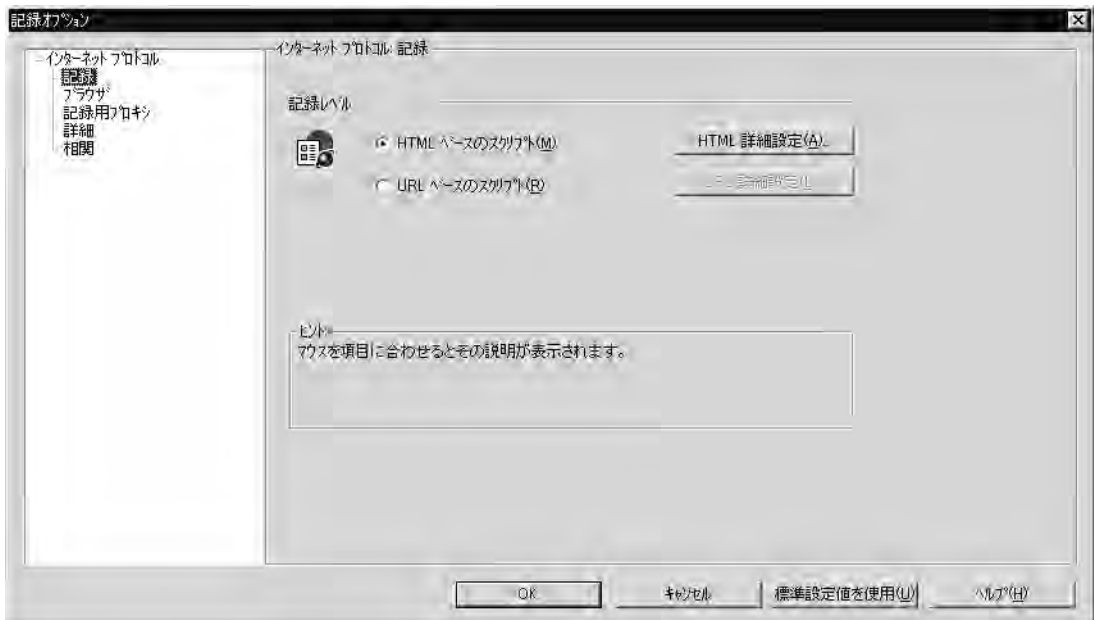 記録ｵﾌﾟｼｮﾝ
ｲﾝﾀｰﾈｯﾄ ﾌﾟﾛﾄｺﾙ
記録
ﾌﾞﾗｳｻﾞ
記録用ﾌﾟﾛｷｼ
詳細
相関
ｲﾝﾀｰﾈｯﾄ ﾌﾟﾛﾄｺﾙ: 記録
記録ﾚﾍﾞﾙ
HTML ﾍﾞｰｽのｽｸﾘﾌﾟﾄ(M)
HTML 詳細設定(A)...
URL ﾍﾞｰｽのｽｸﾘﾌﾟﾄ(R)
詳細設定
ﾋﾝﾄ:
ﾏｳｽを項目に合わせるとその説明が表示されます。
OK
ｷｬﾝｾﾙ
標準設定値を使用(U)
ﾍﾙﾌﾟ(H)